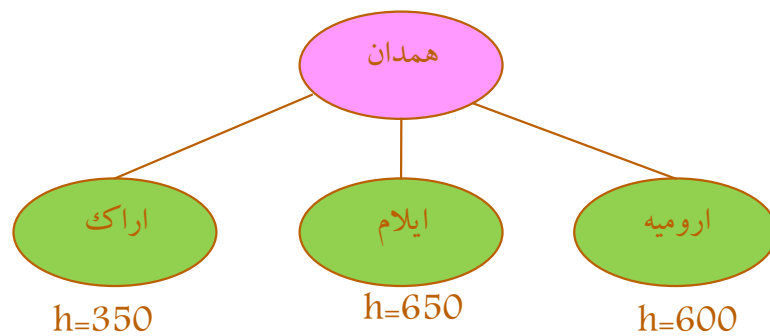 همدان
ارومیه
ایلام
اراک
h=600
h=650
h=350